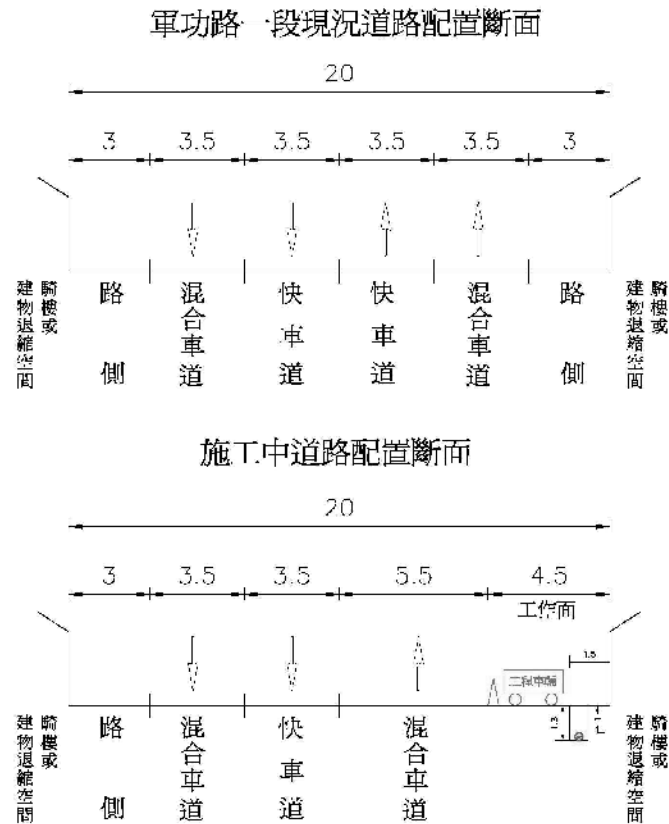 軍功路一段現況道路配置斷面
20
3 3.5 3.5 3.5 3.5 3
騎樓或建物退縮空間
路側
混合車道
快車道
快車道
混合車道
路側
騎樓或建物退縮空間
施工中道路配置斷面
20
3 3.5 3.5 5.5 4.5
工作面
1.5
工程車輛
1.3
騎樓或建物退縮空間
路側
混合車道
快車道
混合車道
騎樓或建物退縮空間